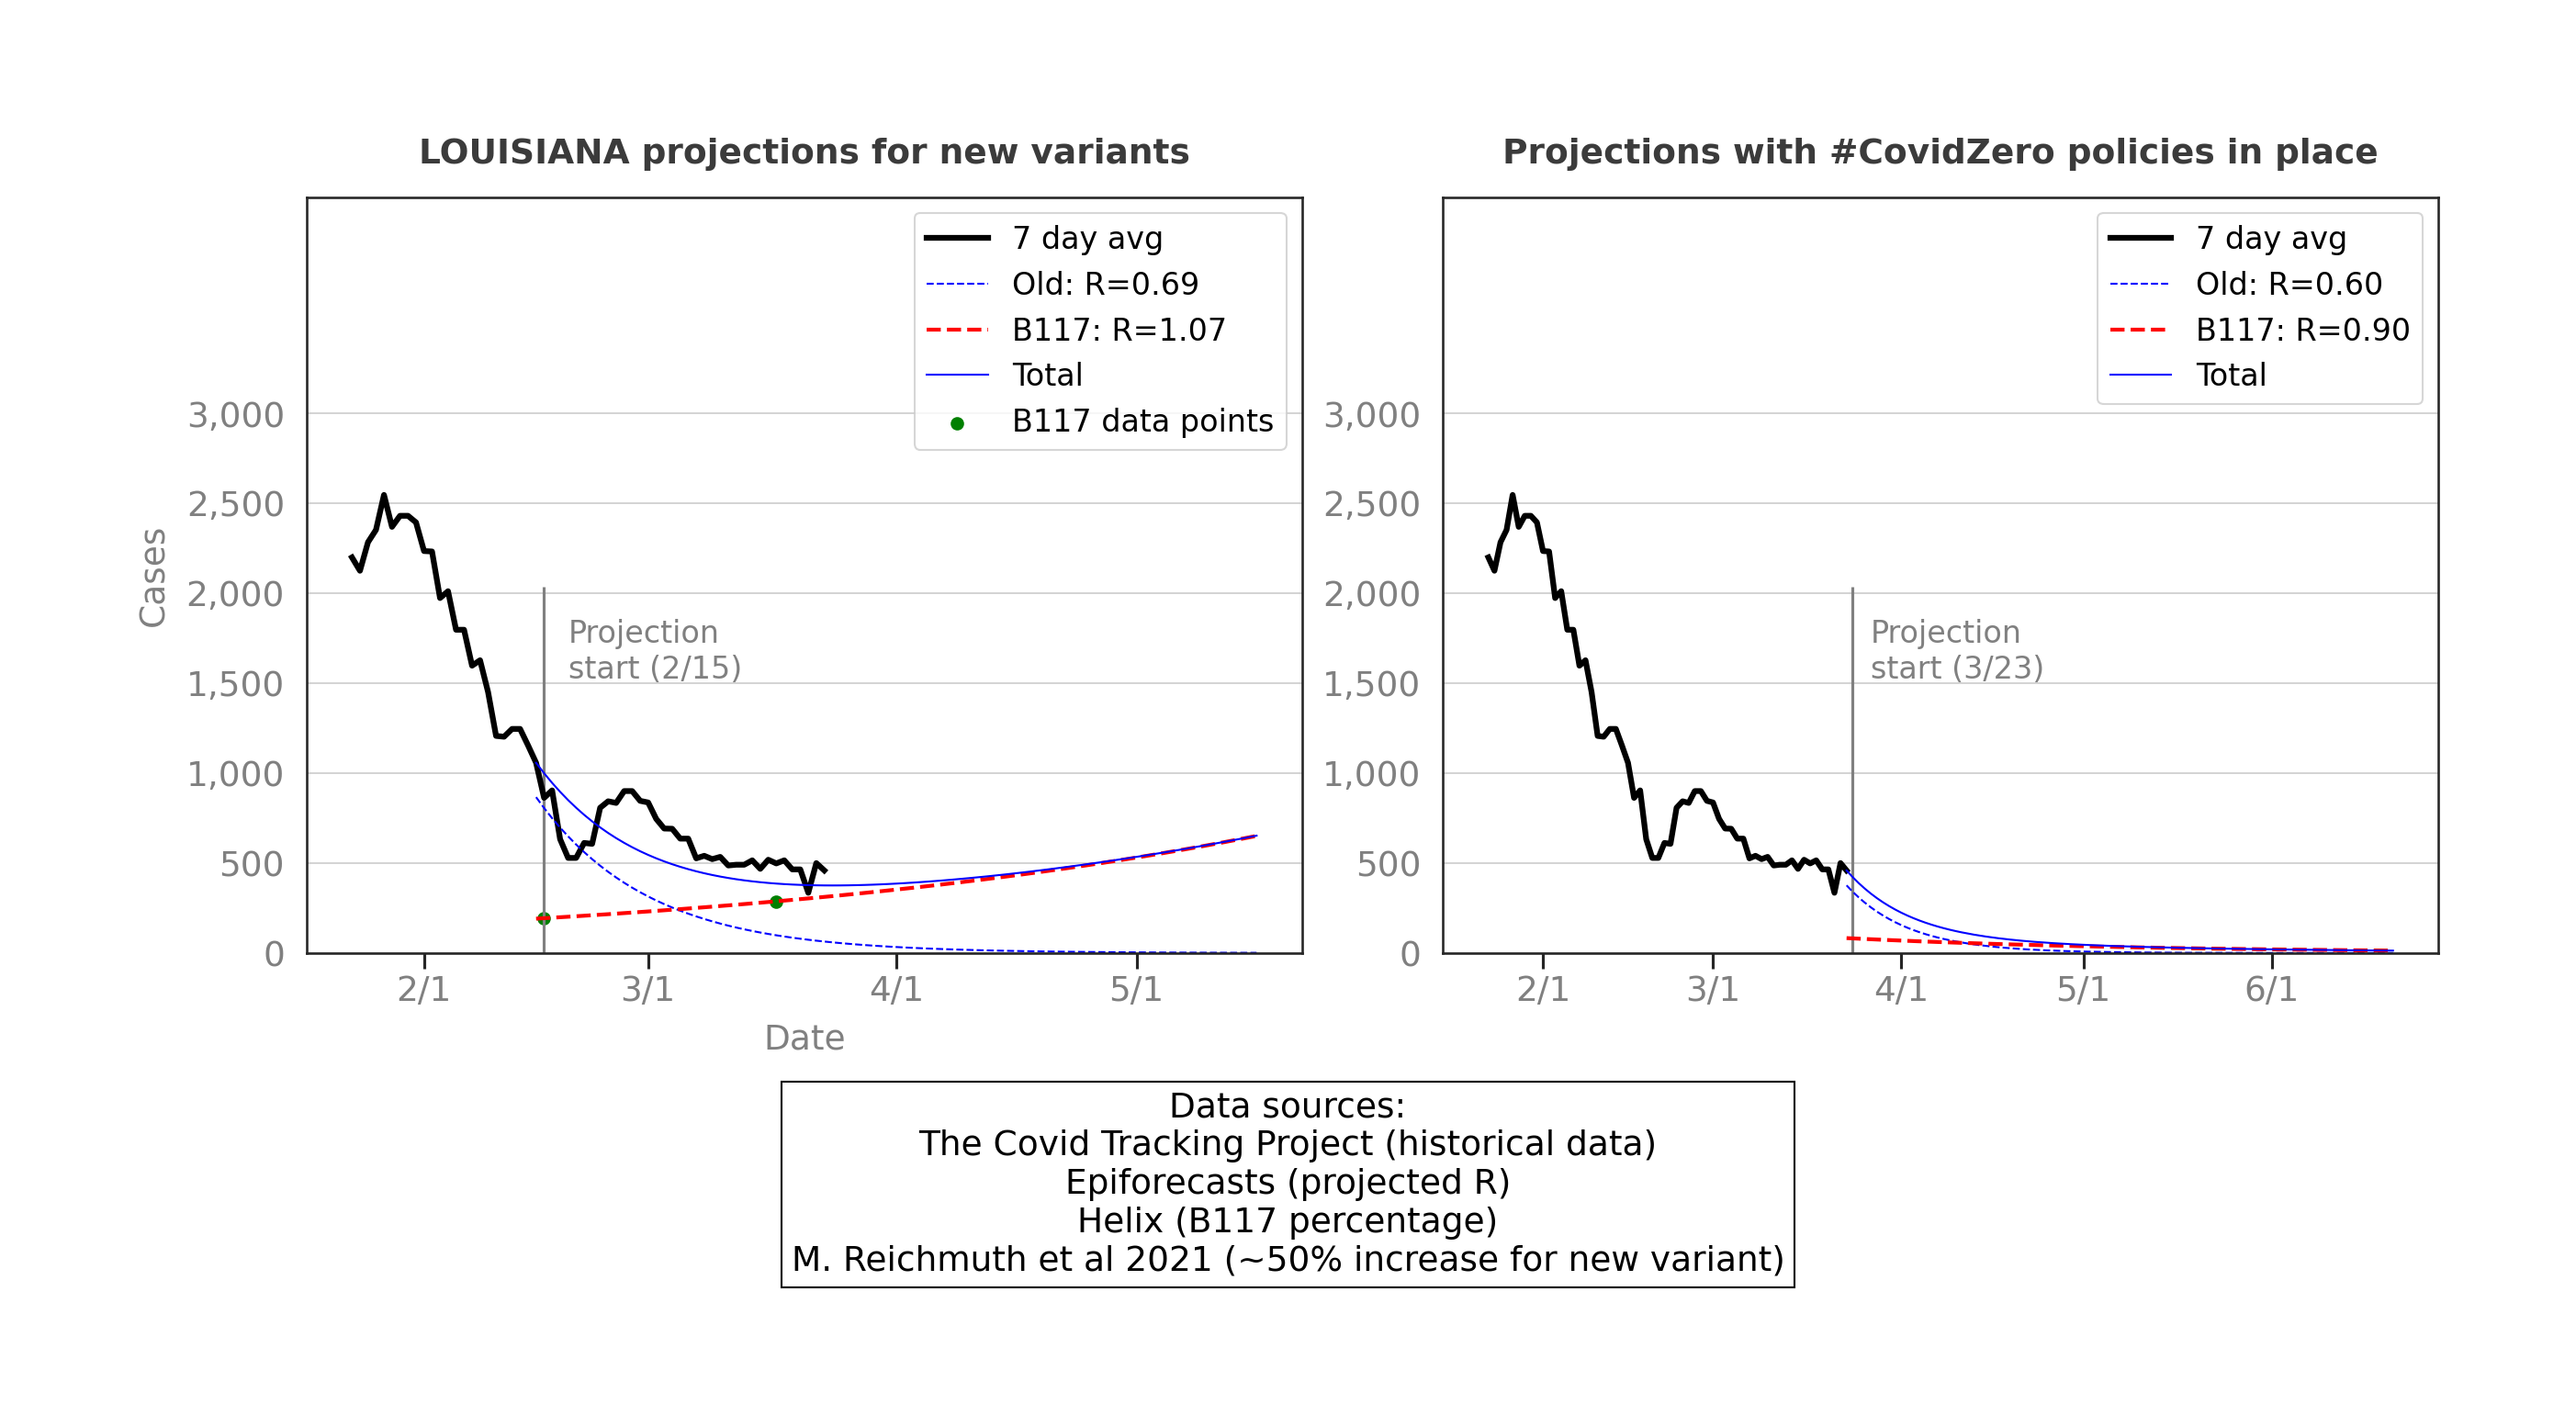 LOUISIANA projections for new variants
7 day avg
Old: R=0.69
B117: R=1.07
Total
B117 data points
3,000
2,500
2,000
1,500
1,000
500
0
Cases
Projection
start (2/15)
2/1
3/1
4/1
5/1
Date
Projections with #CovidZero policies in place
7 day avg
Old: R=0.60
B117: R=0.90
Total
3,000
2,500
2,000
1,500
1,000
500
0
Projection
start (3/23)
2/1
3/1
4/1
5/1
6/1
Data sources:
The Covid Tracking Project (historical data)
Epiforecasts (projected R)
Helix (B117 percentage)
M. Reichmuth et al 2021 (~50% increase for new variant)